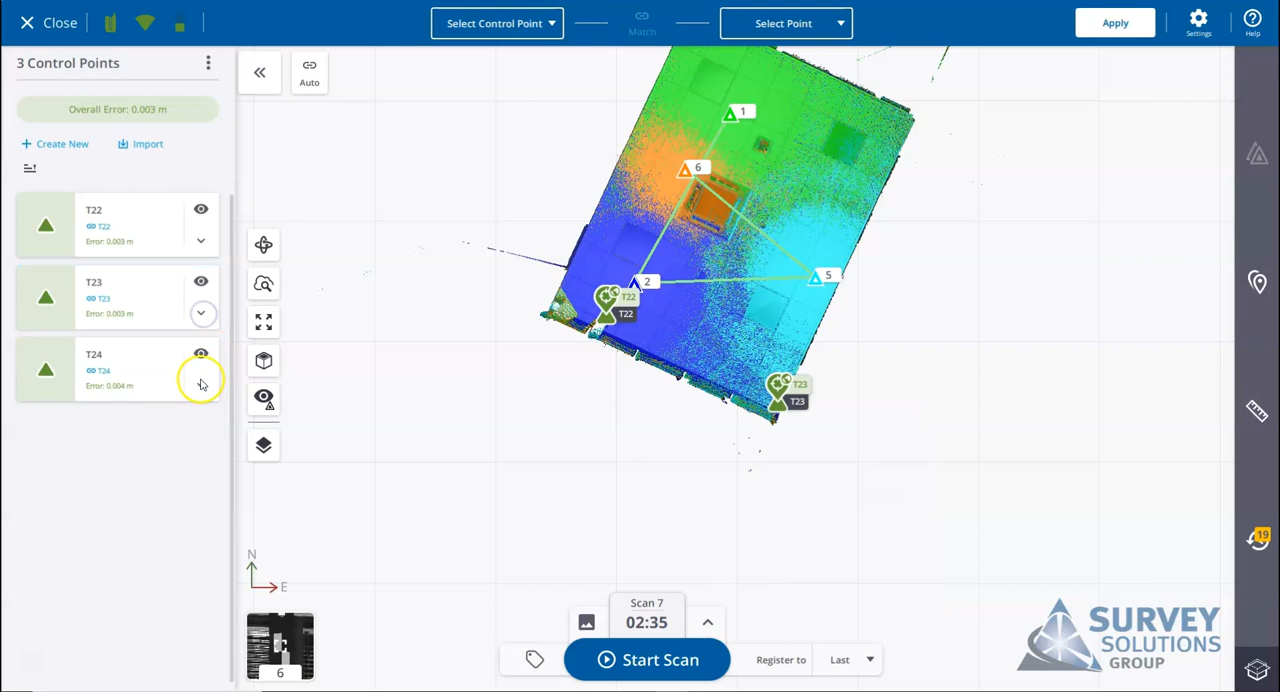 Close
Select Control Point
Match
Select Point
Apply
Settings
Help
3 Control Points
Auto
Overall Error: 0.003 m
Create New
Import
T22
T22
Error: 0.003 m
T23
T23
Error: 0.003 m
T24
T24
Error: 0.004 m
1
6
5
2
T22
T22
T23
T23
19
N
E
6
Scan 7
02:35
Start Scan
Register to
Last
SURVEY
SOLUTIONS
GROUP